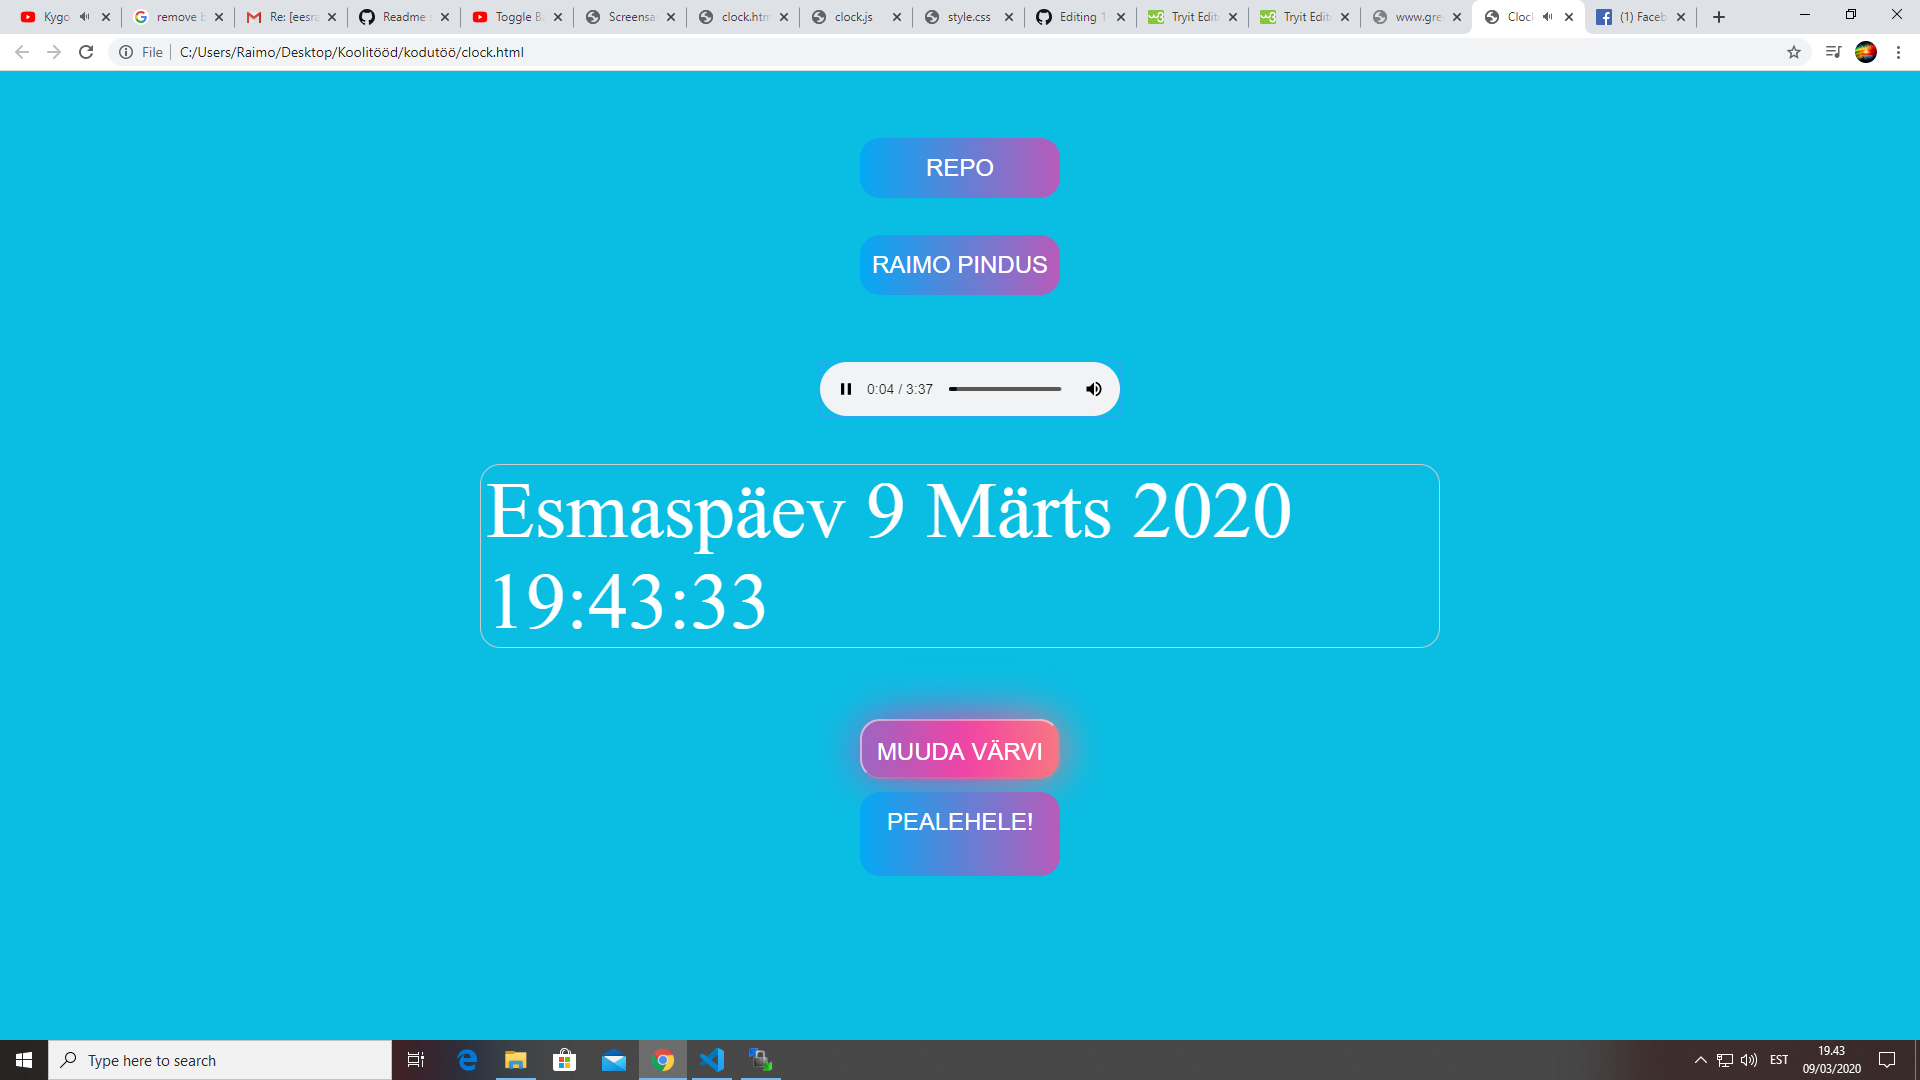 Kygo
remove b
Re: [eesra
Readme
Toggle B
Screensa
clock.htm
clock.js
style.css
Editing
Tryit Edit
Tryit Edit
www.gre
Cloc
(1) Faceb
File
C:/Users/Raimo/Desktop/Koolitööd/kodutöö/clock.html
REPO
RAIMO PINDUS
0:04 / 3:37
Esmaspäev 9 Märts 2020
19:43:33
MUUDA VÄRVI
PEALEHELE!
Type here to search
EST
19.43
09/03/2020